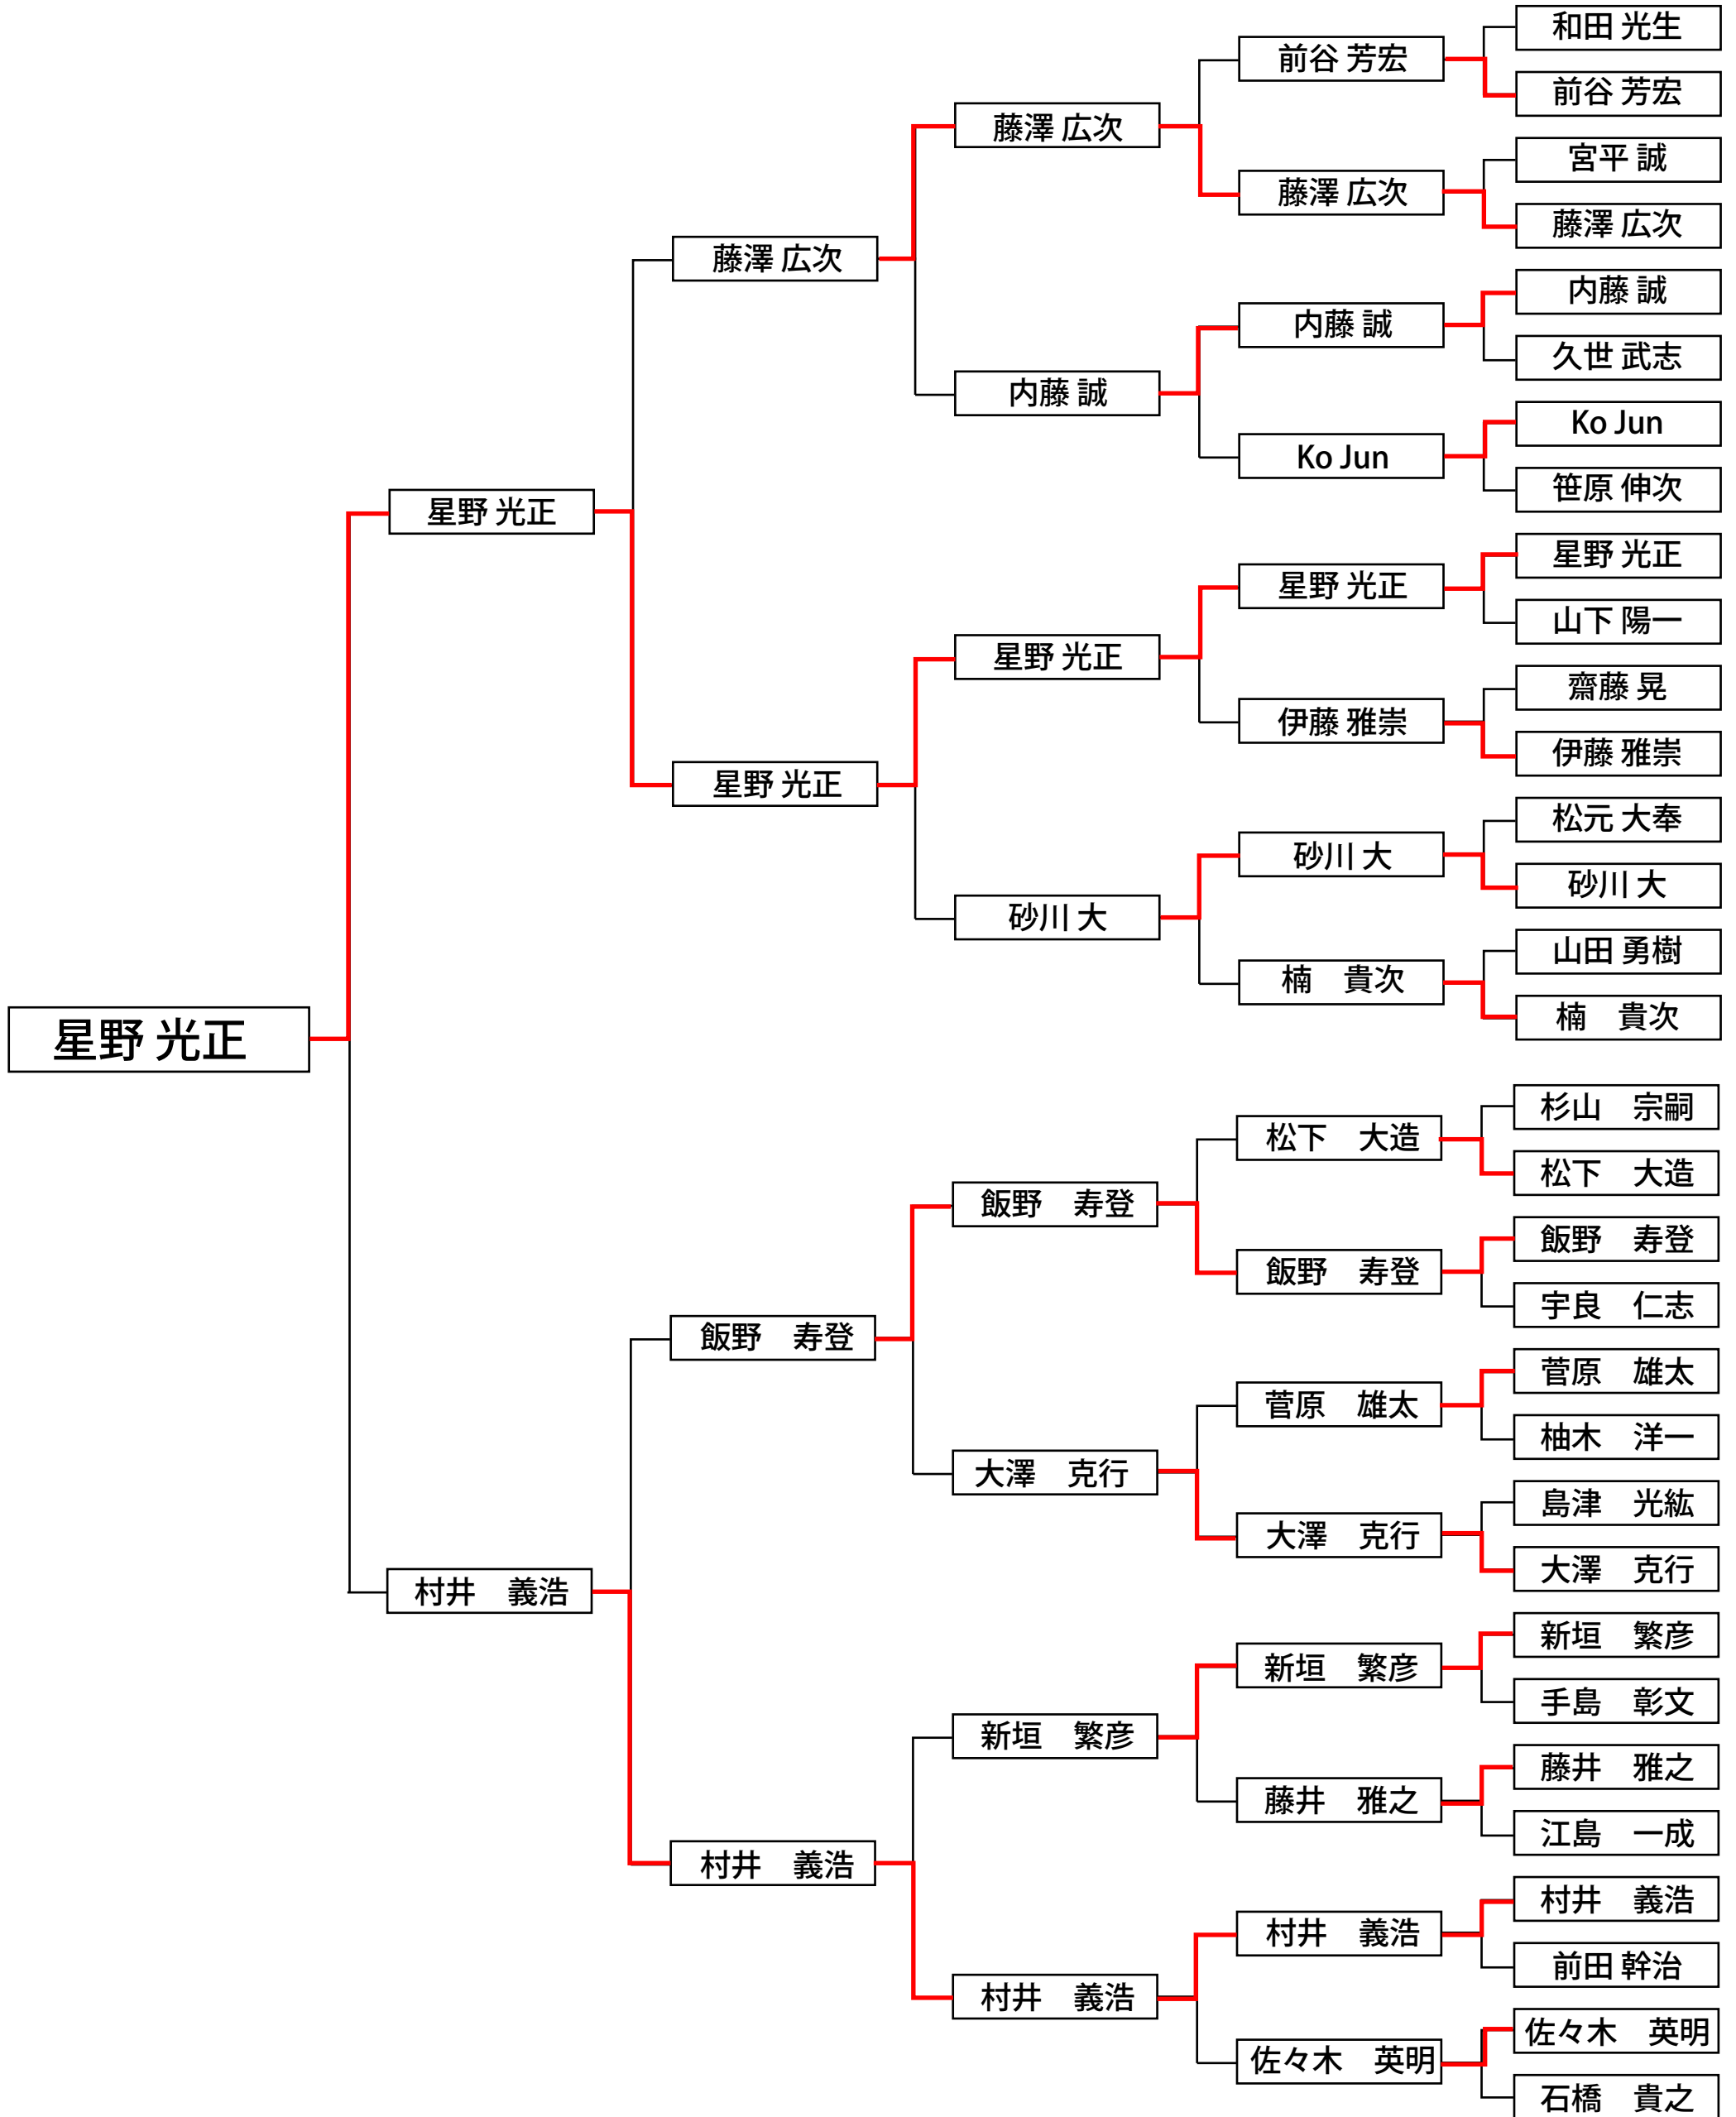 星野 光正
星野 光正
村井　義浩
藤澤 広次
星野 光正
飯野　寿登
村井　義浩
藤澤 広次
内藤 誠
星野 光正
砂川 大
飯野　寿登
大澤　克行
新垣　繁彦
村井　義浩
前谷 芳宏
藤澤 広次
内藤 誠
Ko Jun
星野 光正
伊藤 雅崇
砂川 大
楠　貴次
松下　大造
飯野　寿登
菅原　雄太
大澤　克行
新垣　繁彦
藤井　雅之
村井　義浩
佐々木　英明
和田 光生
前谷 芳宏
宮平 誠
藤澤 広次
内藤 誠
久世 武志
Ko Jun
笹原 伸次
星野 光正
山下 陽一
齋藤 晃
伊藤 雅崇
松元 大奉
砂川 大
山田 勇樹
楠　貴次
杉山　宗嗣
松下　大造
飯野　寿登
宇良　仁志
菅原　雄太
柚木　洋一
島津　光紘
大澤　克行
新垣　繁彦
手島　彰文
藤井　雅之
江島　一成
村井　義浩
前田 幹治
佐々木　英明
石橋　貴之